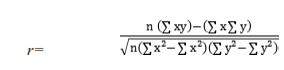 r= n (∑ xy)−(∑ x∑ y)
√n(∑ x²−∑ x²)(∑ y²−∑ y²)